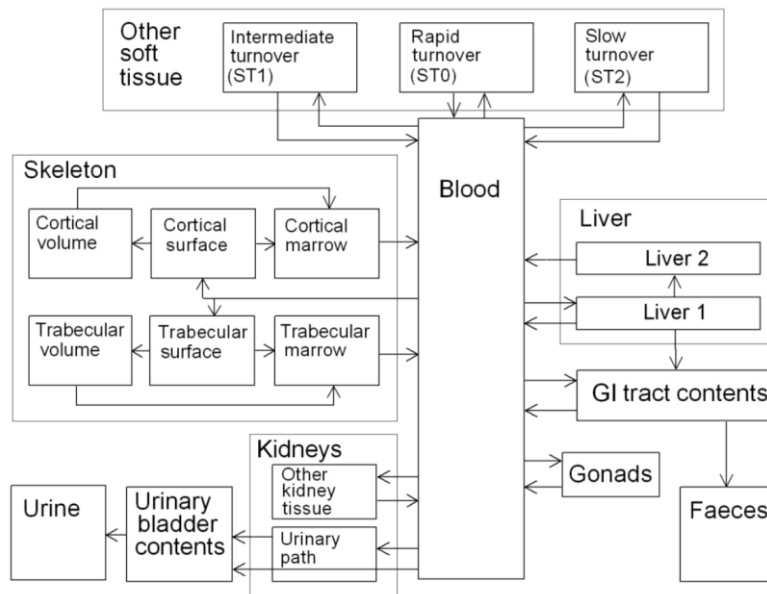 Other
soft
tissue
Intermediate
turnover
(ST1)
Rapid
turnover
(ST0)
Slow
turnover
(ST2)
Skeleton
Cortical
volume
Cortical
surface
Cortical
marrow
Trabecular
volume
Trabecular
surface
Trabecular
marrow
Blood
Liver
Liver 2
Liver 1
GI tract contents
Gonads
Faeces
Kidneys
Other
kidney
tissue
Urinary
path
Urinary
bladder
contents
Urine